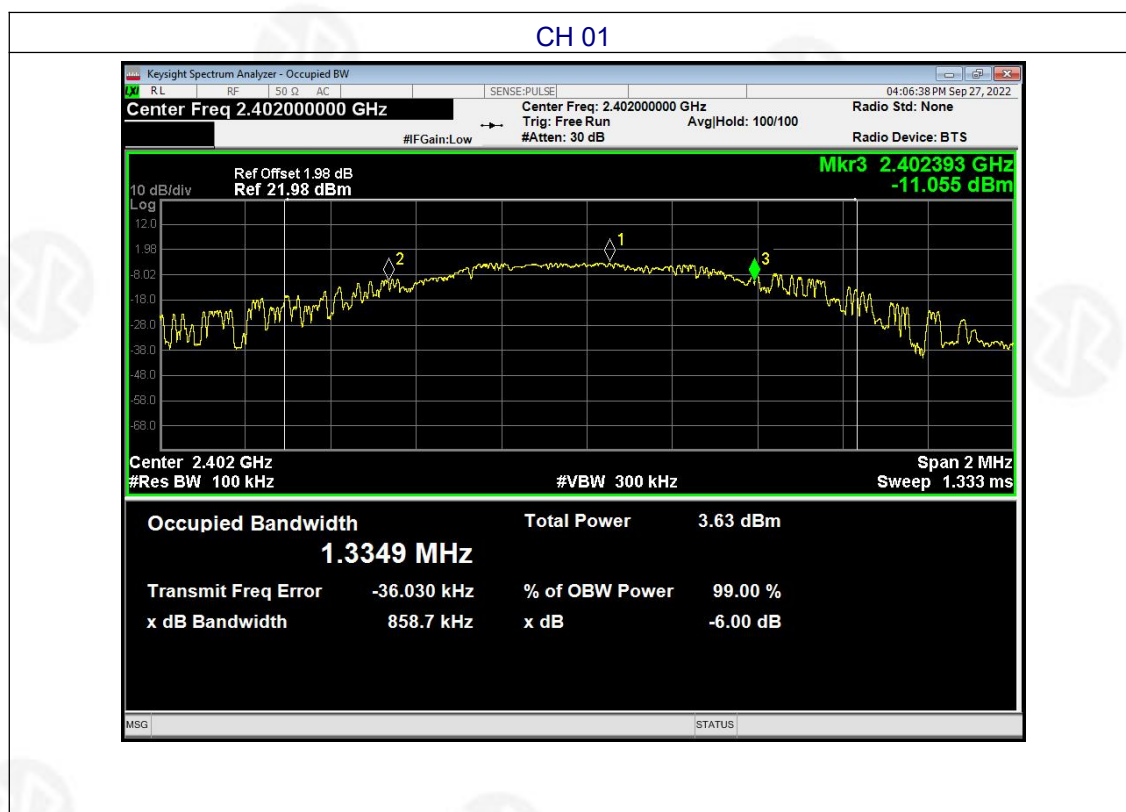 CH 01
Keysight Spectrum Analyzer - Occupied BW
LXI RL RF 50 Ω AC SENSE:PULSE 04:06:38 PM Sep 27, 2022
Center Freq 2.402000000 GHz Center Freq: 2.402000000 GHz Radio Std: None
Trig: Free Run Avg|Hold: 100/100
#IFGain:Low #Atten: 30 dB Radio Device: BTS
Mkr3 2.402393 GHz
-11.055 dBm
Ref Offset 1.98 dB
10 dB/div Ref 21.98 dBm
Log
12.0
1.98
-8.02
-18.0
-28.0
-38.0
-48.0
-58.0
-68.0
2
1
3
Center 2.402 GHz Span 2 MHz
#Res BW 100 kHz #VBW 300 kHz Sweep 1.333 ms
Occupied Bandwidth Total Power 3.63 dBm
1.3349 MHz
Transmit Freq Error -36.030 kHz % of OBW Power 99.00 %
x dB Bandwidth 858.7 kHz x dB -6.00 dB
MSG STATUS